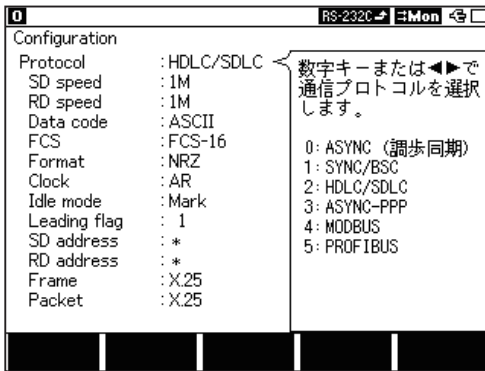 0 RS-232C Mon
Configuration
Protocol :HDLC/SDLC
SD speed :1M
RD speed :1M
Data code :ASCII
FCS :FCS-16
Format :NRZ
Clock :AR
Idle mode :Mark
Leading flag : 1
SD address :*
RD address :*
Frame :X.25
Packet :X.25
数字キーまたは◀▶で
通信プロトコルを選択
します。
0: ASYNC (調歩同期)
1: SYNC/BSC
2: HDLC/SDLC
3: ASYNC-PPP
4: MODBUS
5: PROFIBUS